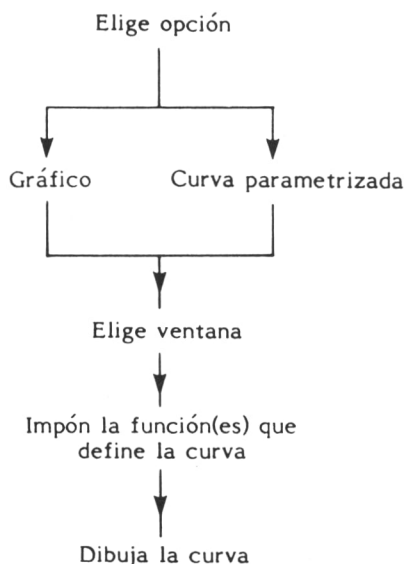 Elige opción
Gráfico
Curva parametrizada
Elige ventana
Impón la función(es) que
define la curva
Dibuja la curva